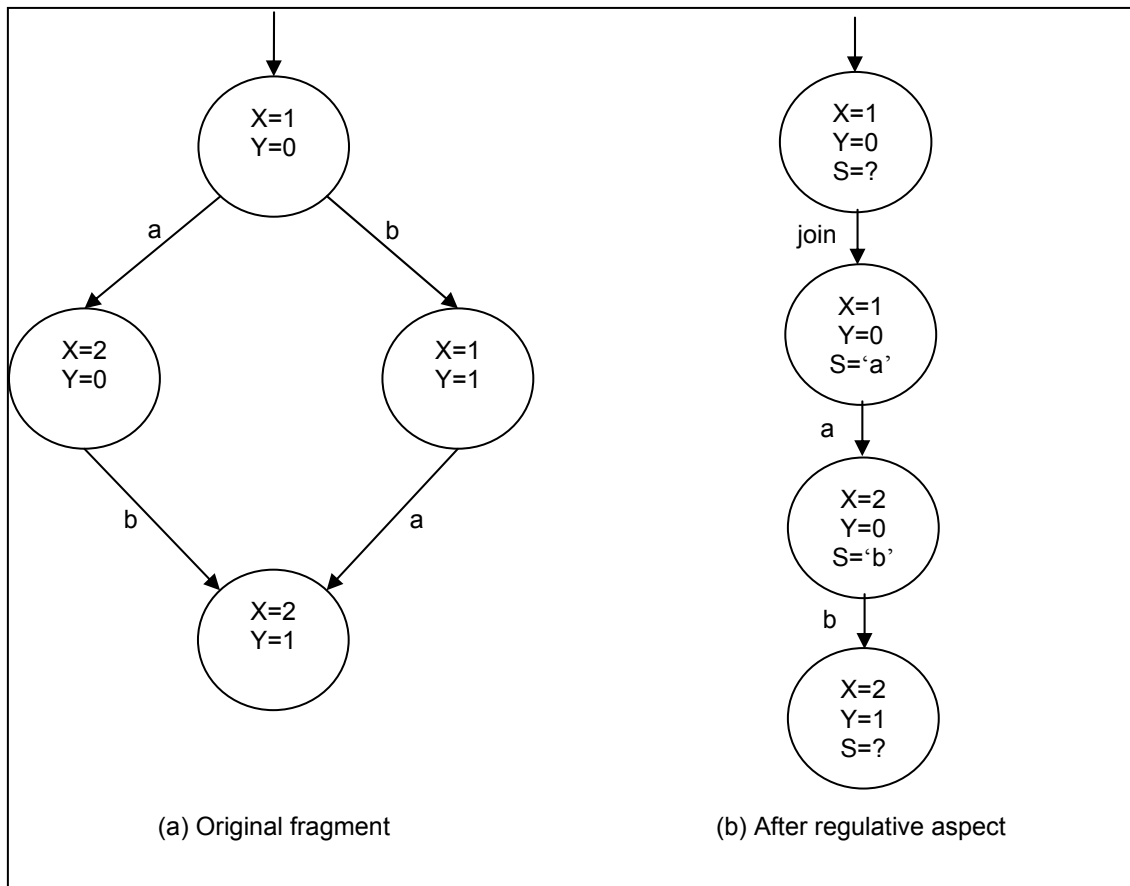 X=1
Y=0
a
b
X=2
Y=0
X=1
Y=1
b
a
X=2
Y=1
(a) Original fragment
X=1
Y=0
S=?
join
X=1
Y=0
S=‘a’
a
X=2
Y=0
S=‘b’
b
X=2
Y=1
S=?
(b) After regulative aspect